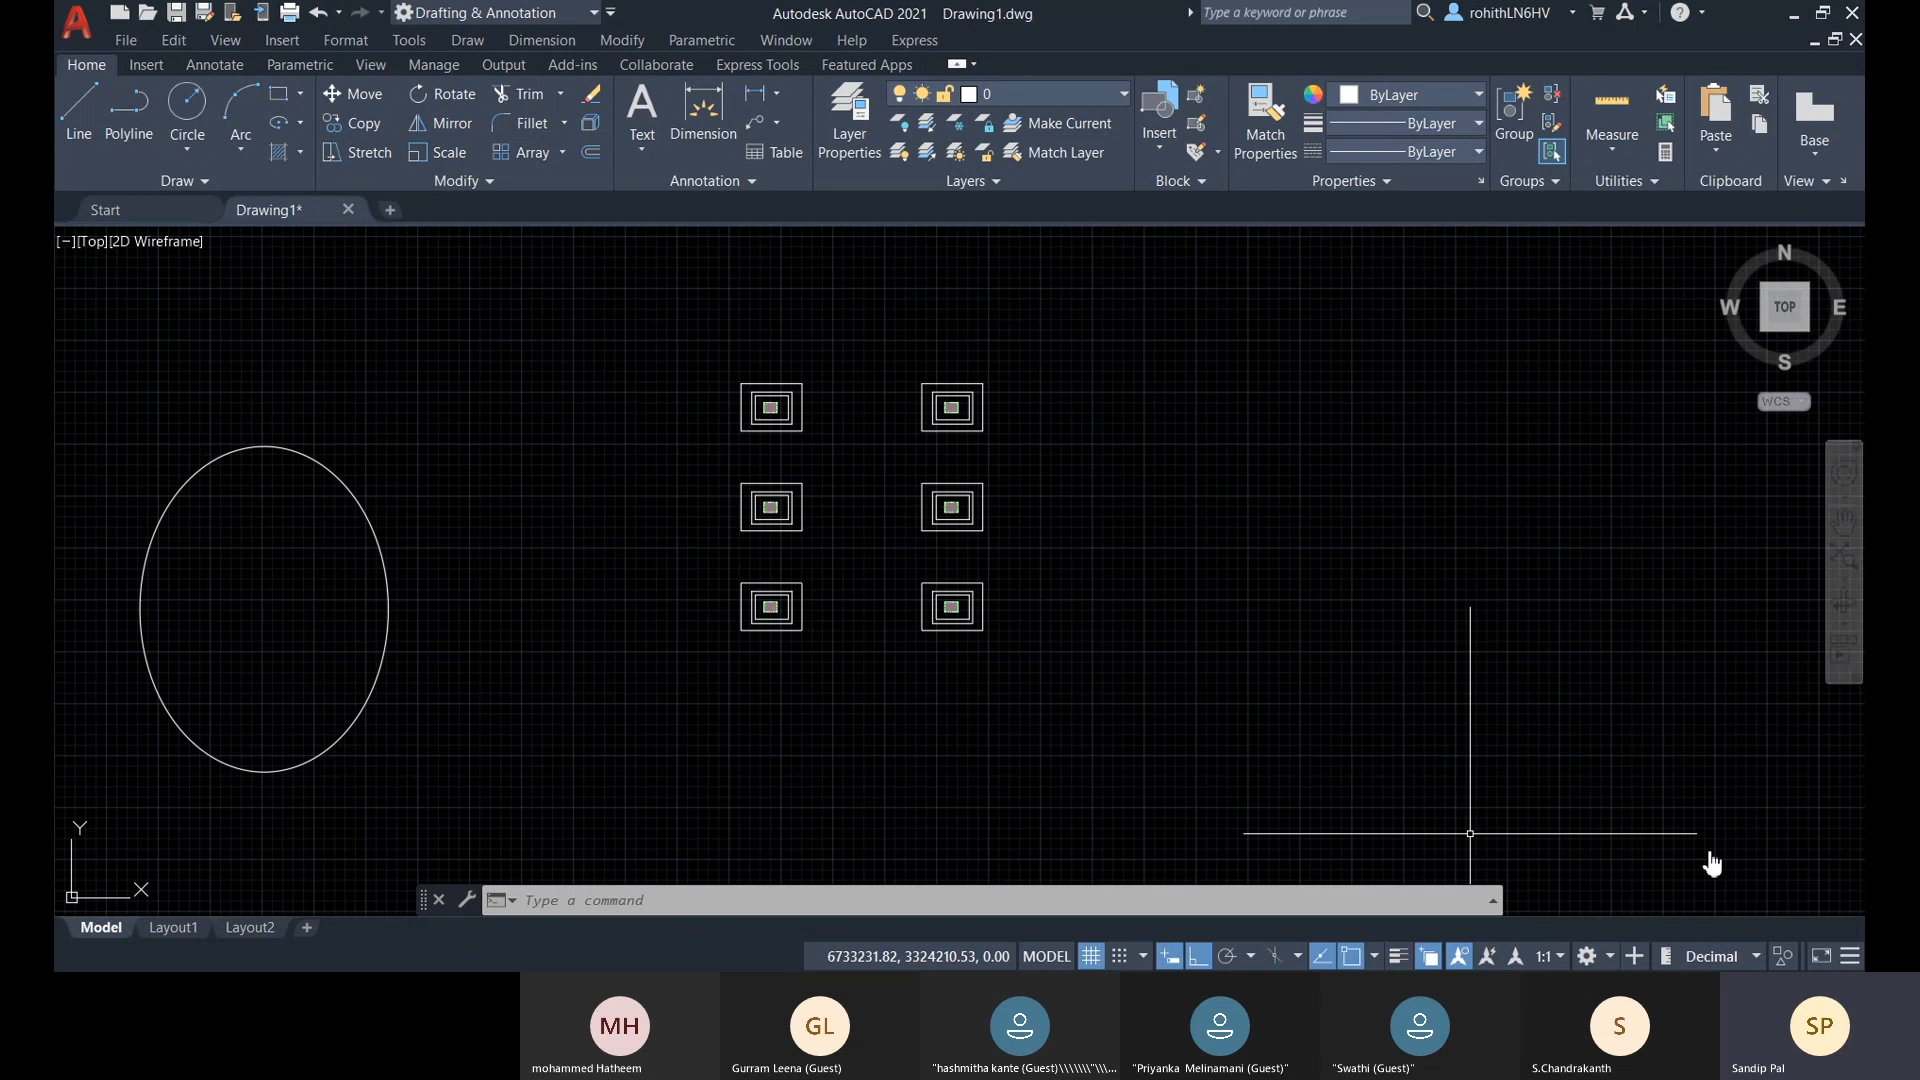 Drafting & Annotation
Autodesk AutoCAD 2021 Drawing1.dwg
Type a keyword or phrase
rohithLN6HV
File Edit View Insert Format Tools Draw Dimension Modify Parametric Window Help Express
Home Insert Annotate Parametric View Manage Output Add-ins Collaborate Express Tools Featured Apps
Line
Polyline
Circle
Arc
Move
Rotate
Trim
Copy
Mirror
Fillet
Stretch
Scale
Array
Text
Dimension
Table
Layer
Properties
0
Make Current
Match Layer
Insert
Match
Properties
ByLayer
ByLayer
ByLayer
Group
Measure
Paste
Base
Draw
Modify
Annotation
Layers
Block
Properties
Groups
Utilities
Clipboard
View
Start
Drawing1*
[−][Top][2D Wireframe]
N
W TOP E
S
WCS
Y
X
Type a command
Model Layout1 Layout2
6733231.82, 3324210.53, 0.00 MODEL 1:1 Decimal
MH GL S SP
mohammed Hatheem
Gurram Leena (Guest)
"hashmitha kante (Guest)\\\\\\\"\\\...
"Priyanka Melinamani (Guest)"
"Swathi (Guest)"
S.Chandrakanth
Sandip Pal